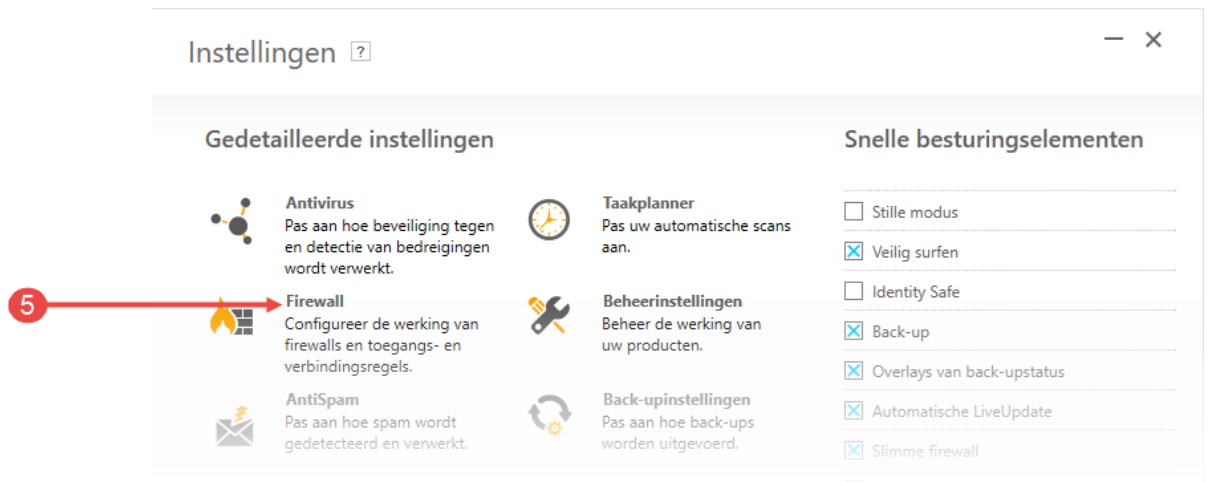 Instellingen ?
Gedetailleerde instellingen
Antivirus
Pas aan hoe beveiliging tegen
en detectie van bedreigingen
wordt verwerkt.
5
Firewall
Configureer de werking van
firewalls en toegangs- en
verbindingsregels.
AntiSpam
Pas aan hoe spam wordt
gedetecteerd en verwerkt.
Taakplanner
Pas uw automatische scans
aan.
Beheerinstellingen
Beheer de werking van
uw producten.
Back-upinstellingen
Pas aan hoe back-ups
worden uitgevoerd.
Snelle besturingselementen
Stille modus
Veilig surfen
Identity Safe
Back-up
Overlays van back-upstatus
Automatische LiveUpdate
Slimme firewall